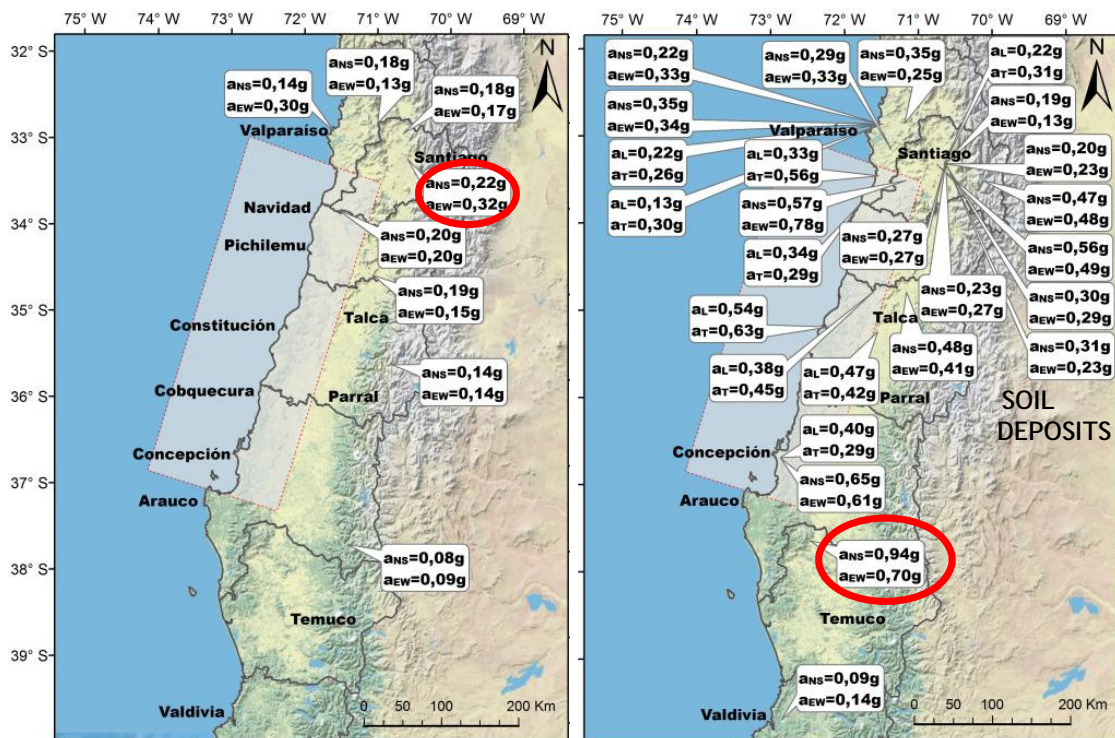 74° W 73° W 72° W 71° W 70° W 69° W
32° S
33° S
34° S
35° S
36° S
37° S
38° S
39° S
N
aNS=0,14g
aEW=0,30g
aNS=0,18g
aEW=0,13g
aNS=0,18g
aEW=0,17g
Valparaíso
Santiago
aNS=0,22g
aEW=0,32g
Navidad
aNS=0,20g
aEW=0,20g
Pichilemu
aNS=0,19g
aEW=0,15g
Constitución
Talca
aNS=0,14g
aEW=0,14g
Cobquecura
Parral
Concepción
Arauco
aNS=0,08g
aEW=0,09g
Temuco
Valdivia
0 50 100 200 Km
74° W 73° W 72° W 71° W 70° W 69° W
N
aNS=0,22g
aEW=0,33g
aNS=0,29g
aEW=0,33g
aNS=0,35g
aEW=0,25g
aL=0,22g
aT=0,31g
aNS=0,35g
aEW=0,34g
aNS=0,19g
aEW=0,13g
Valparaíso
Santiago
aL=0,22g
aT=0,26g
aL=0,33g
aT=0,56g
aNS=0,20g
aEW=0,23g
aL=0,13g
aT=0,30g
aNS=0,57g
aEW=0,78g
aNS=0,47g
aEW=0,48g
aL=0,34g
aT=0,29g
aNS=0,27g
aEW=0,27g
aNS=0,56g
aEW=0,49g
aNS=0,23g
aEW=0,27g
aNS=0,30g
aEW=0,29g
aL=0,54g
aT=0,63g
Talca
aNS=0,48g
aEW=0,41g
aNS=0,31g
aEW=0,23g
aL=0,38g
aT=0,45g
aL=0,47g
aT=0,42g
Parral
SOIL
DEPOSITS
aL=0,40g
aT=0,29g
Concepción
aNS=0,65g
aEW=0,61g
Arauco
aNS=0,94g
aEW=0,70g
Temuco
aNS=0,09g
aEW=0,14g
Valdivia
0 50 100 200 Km